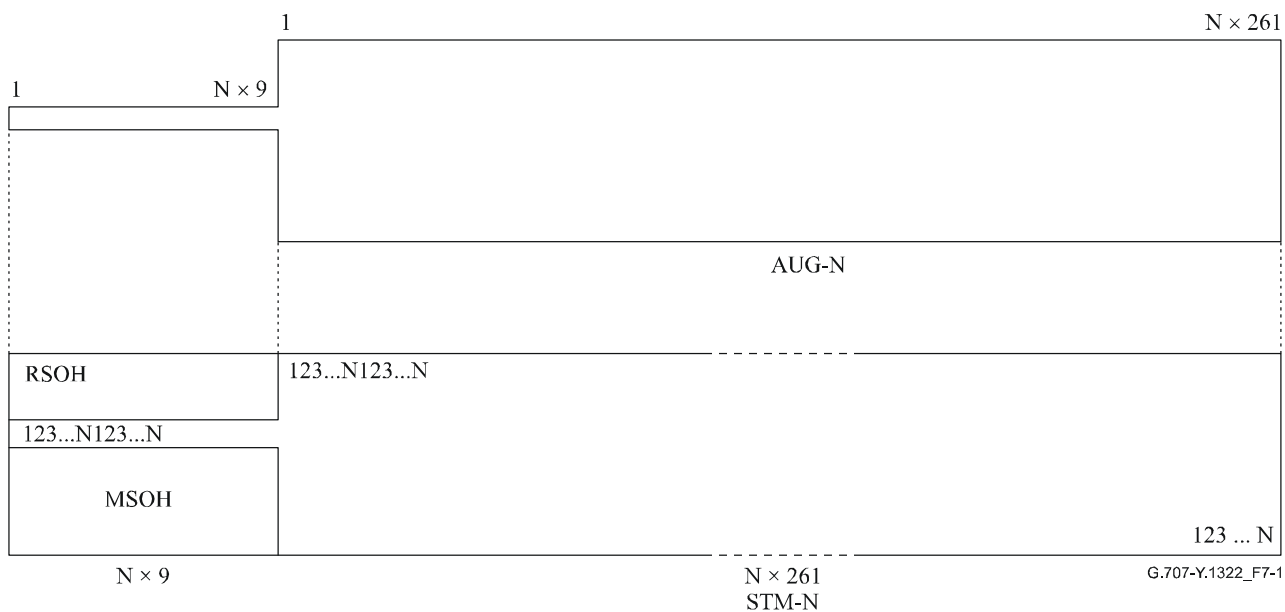 1
N × 261
1
N × 9
AUG-N
RSOH
123...N123...N
123...N123...N
MSOH
123 ... N
N × 9
N × 261
STM-N
G.707-Y.1322_F7-1